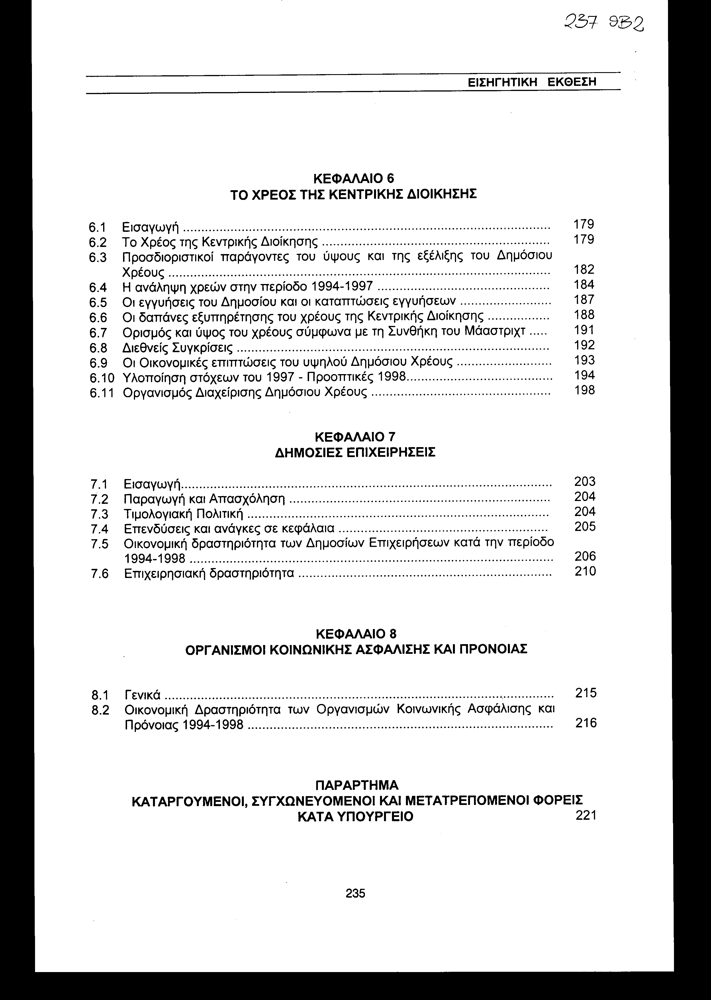 237 932
ΕΙΣΗΓΗΤΙΚΗ ΕΚΘΕΣΗ
ΚΕΦΑΛΑΙΟ 6
ΤΟ ΧΡΕΟΣ ΤΗΣ ΚΕΝΤΡΙΚΗΣ ΔΙΟΙΚΗΣΗΣ
6.1 Εισαγωγή ........ 179
6.2 Το Χρέος της Κεντρικής Διοίκησης ........ 179
6.3 Προσδιοριστικοί παράγοντες του ύψους και της εξέλιξης του Δημόσιου
Χρέους ........ 182
6.4 Η ανάληψη χρεών στην περίοδο 1994-1997 ........ 184
6.5 Οι εγγυήσεις του Δημοσίου και οι καταπτώσεις εγγυήσεων ........ 187
6.6 Οι δαπάνες εξυπηρέτησης του χρέους της Κεντρικής Διοίκησης ........ 188
6.7 Ορισμός και ύψος του χρέους σύμφωνα με τη Συνθήκη του Μάαστριχτ ..... 191
6.8 Διεθνείς Συγκρίσεις ........ 192
6.9 Οι Οικονομικές επιπτώσεις του υψηλού Δημόσιου Χρέους ........ 193
6.10 Υλοποίηση στόχεων του 1997 - Προοπτικές 1998 ........ 194
6.11 Οργανισμός Διαχείρισης Δημόσιου Χρέους ........ 198
ΚΕΦΑΛΑΙΟ 7
ΔΗΜΟΣΙΕΣ ΕΠΙΧΕΙΡΗΣΕΙΣ
7.1 Εισαγωγή ........ 203
7.2 Παραγωγή και Απασχόληση ........ 204
7.3 Τιμολογιακή Πολιτική ........ 204
7.4 Επενδύσεις και ανάγκες σε κεφάλαια ........ 205
7.5 Οικονομική δραστηριότητα των Δημοσίων Επιχειρήσεων κατά την περίοδο
1994-1998 ........ 206
7.6 Επιχειρησιακή δραστηριότητα ........ 210
ΚΕΦΑΛΑΙΟ 8
ΟΡΓΑΝΙΣΜΟΙ ΚΟΙΝΩΝΙΚΗΣ ΑΣΦΑΛΙΣΗΣ ΚΑΙ ΠΡΟΝΟΙΑΣ
8.1 Γενικά ........ 215
8.2 Οικονομική Δραστηριότητα των Οργανισμών Κοινωνικής Ασφάλισης και
Πρόνοιας 1994-1998 ........ 216
ΠΑΡΑΡΤΗΜΑ
ΚΑΤΑΡΓΟΥΜΕΝΟΙ, ΣΥΓΧΩΝΕΥΟΜΕΝΟΙ ΚΑΙ ΜΕΤΑΤΡΕΠΟΜΕΝΟΙ ΦΟΡΕΙΣ
ΚΑΤΑ ΥΠΟΥΡΓΕΙΟ 221
235